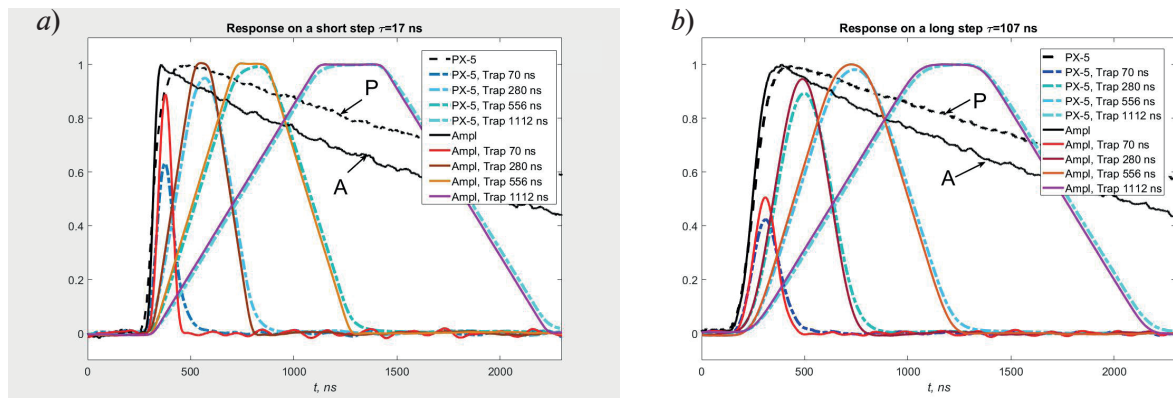 a)
Response on a short step τ=17 ns
PX-5
PX-5, Trap 70 ns
PX-5, Trap 280 ns
PX-5, Trap 556 ns
PX-5, Trap 1112 ns
Ampl
Ampl, Trap 70 ns
Ampl, Trap 280 ns
Ampl, Trap 556 ns
Ampl, Trap 1112 ns
P
A
1
0.8
0.6
0.4
0.2
0
0 500 1000 1500 2000
t, ns
b)
Response on a long step τ=107 ns
PX-5
PX-5, Trap 70 ns
PX-5, Trap 280 ns
PX-5, Trap 556 ns
PX-5, Trap 1112 ns
Ampl
Ampl, Trap 70 ns
Ampl, Trap 280 ns
Ampl, Trap 556 ns
Ampl, Trap 1112 ns
P
A
1
0.8
0.6
0.4
0.2
0
0 500 1000 1500 2000
t, ns